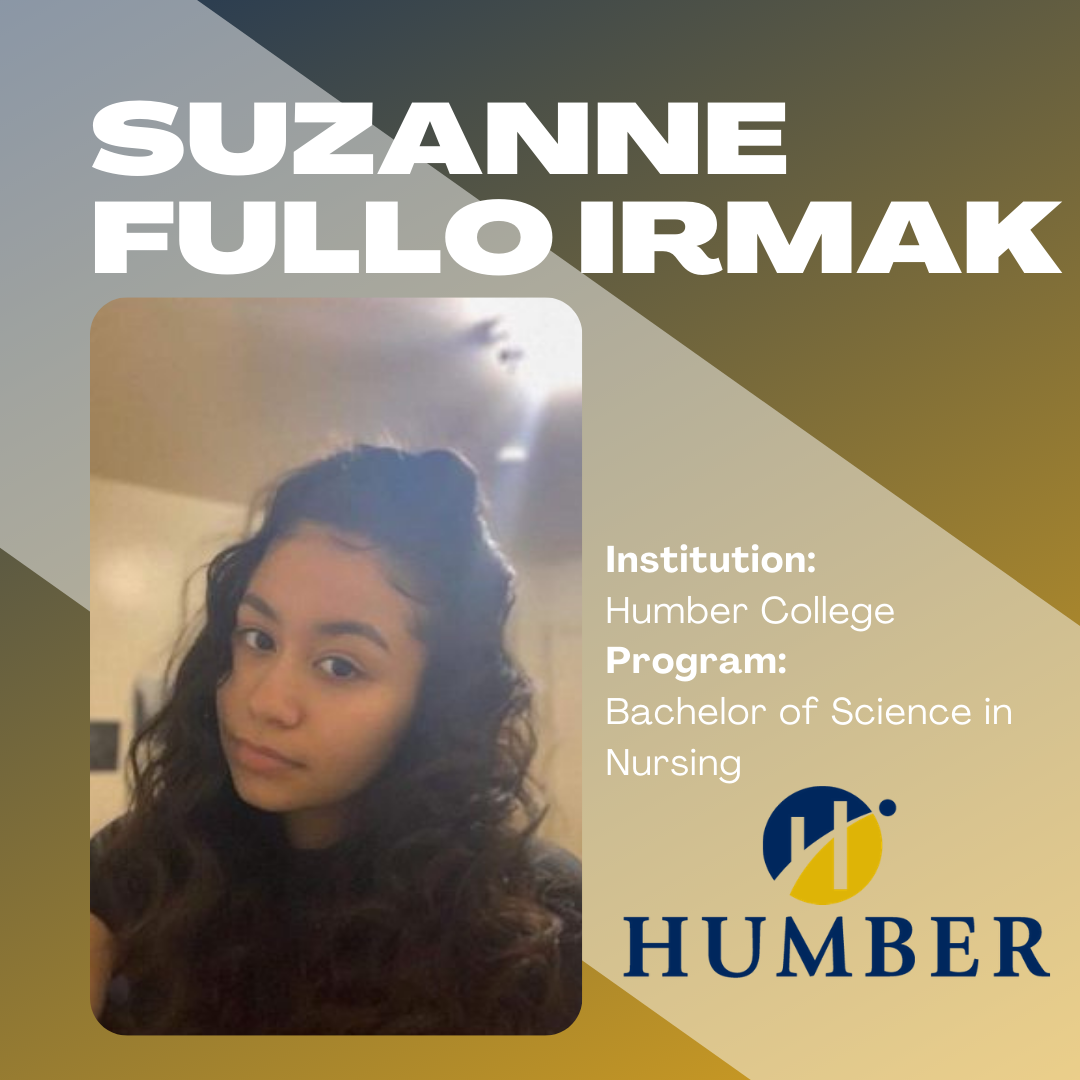 SUZANNE
FULLO IRMAK
Institution:
Humber College
Program:
Bachelor of Science in
Nursing
HUMBER